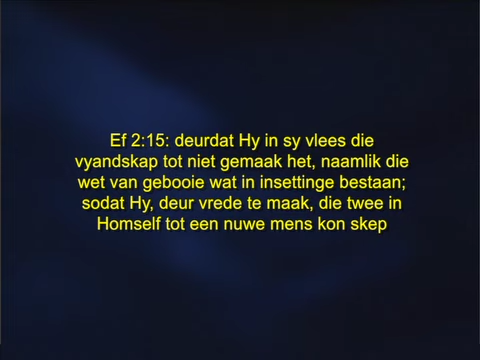 Ef 2:15: deurdat Hy in sy vlees die
vyandskap tot niet gemaak het, naamlik die
wet van gebooie wat in insettinge bestaan;
sodat Hy, deur vrede te maak, die twee in
Homself tot een nuwe mens kon skep